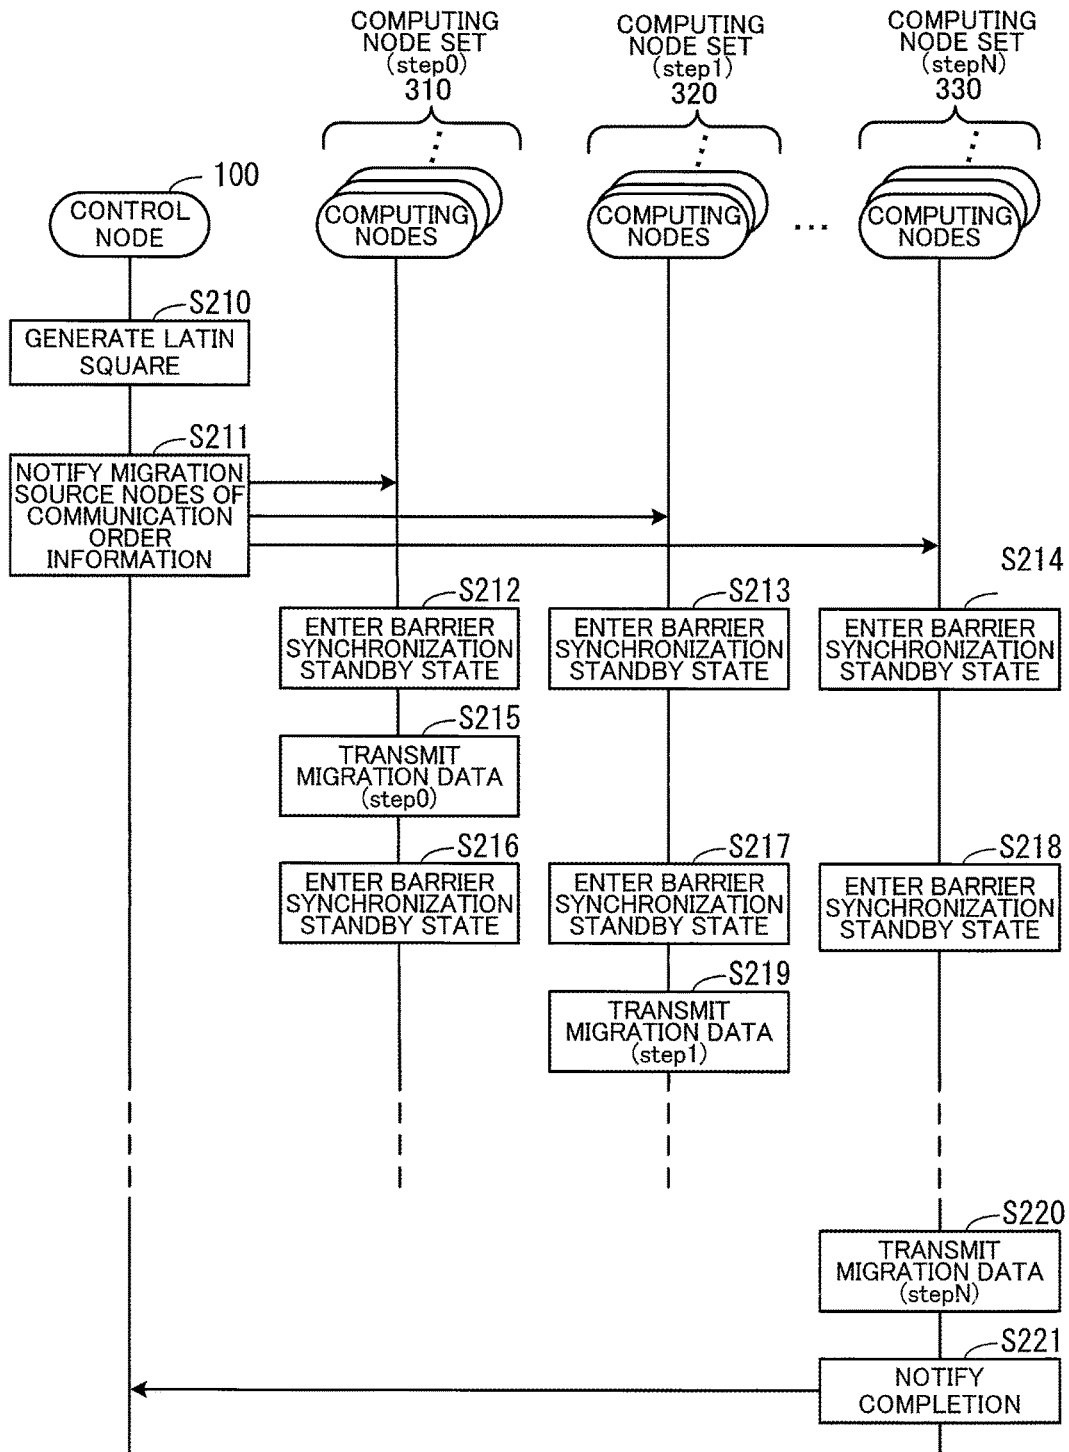 COMPUTING
NODE SET
(step0)
310
COMPUTING
NODE SET
(step1)
320
COMPUTING
NODE SET
(stepN)
330
100
CONTROL
NODE
COMPUTING
NODES
COMPUTING
NODES
...
COMPUTING
NODES
S210
GENERATE LATIN
SQUARE
S211
NOTIFY MIGRATION
SOURCE NODES OF
COMMUNICATION
ORDER
INFORMATION
S212
ENTER BARRIER
SYNCHRONIZATION
STANDBY STATE
S213
ENTER BARRIER
SYNCHRONIZATION
STANDBY STATE
S214
ENTER BARRIER
SYNCHRONIZATION
STANDBY STATE
S215
TRANSMIT
MIGRATION DATA
(step0)
S216
ENTER BARRIER
SYNCHRONIZATION
STANDBY STATE
S217
ENTER BARRIER
SYNCHRONIZATION
STANDBY STATE
S218
ENTER BARRIER
SYNCHRONIZATION
STANDBY STATE
S219
TRANSMIT
MIGRATION DATA
(step1)
S220
TRANSMIT
MIGRATION DATA
(stepN)
S221
NOTIFY
COMPLETION